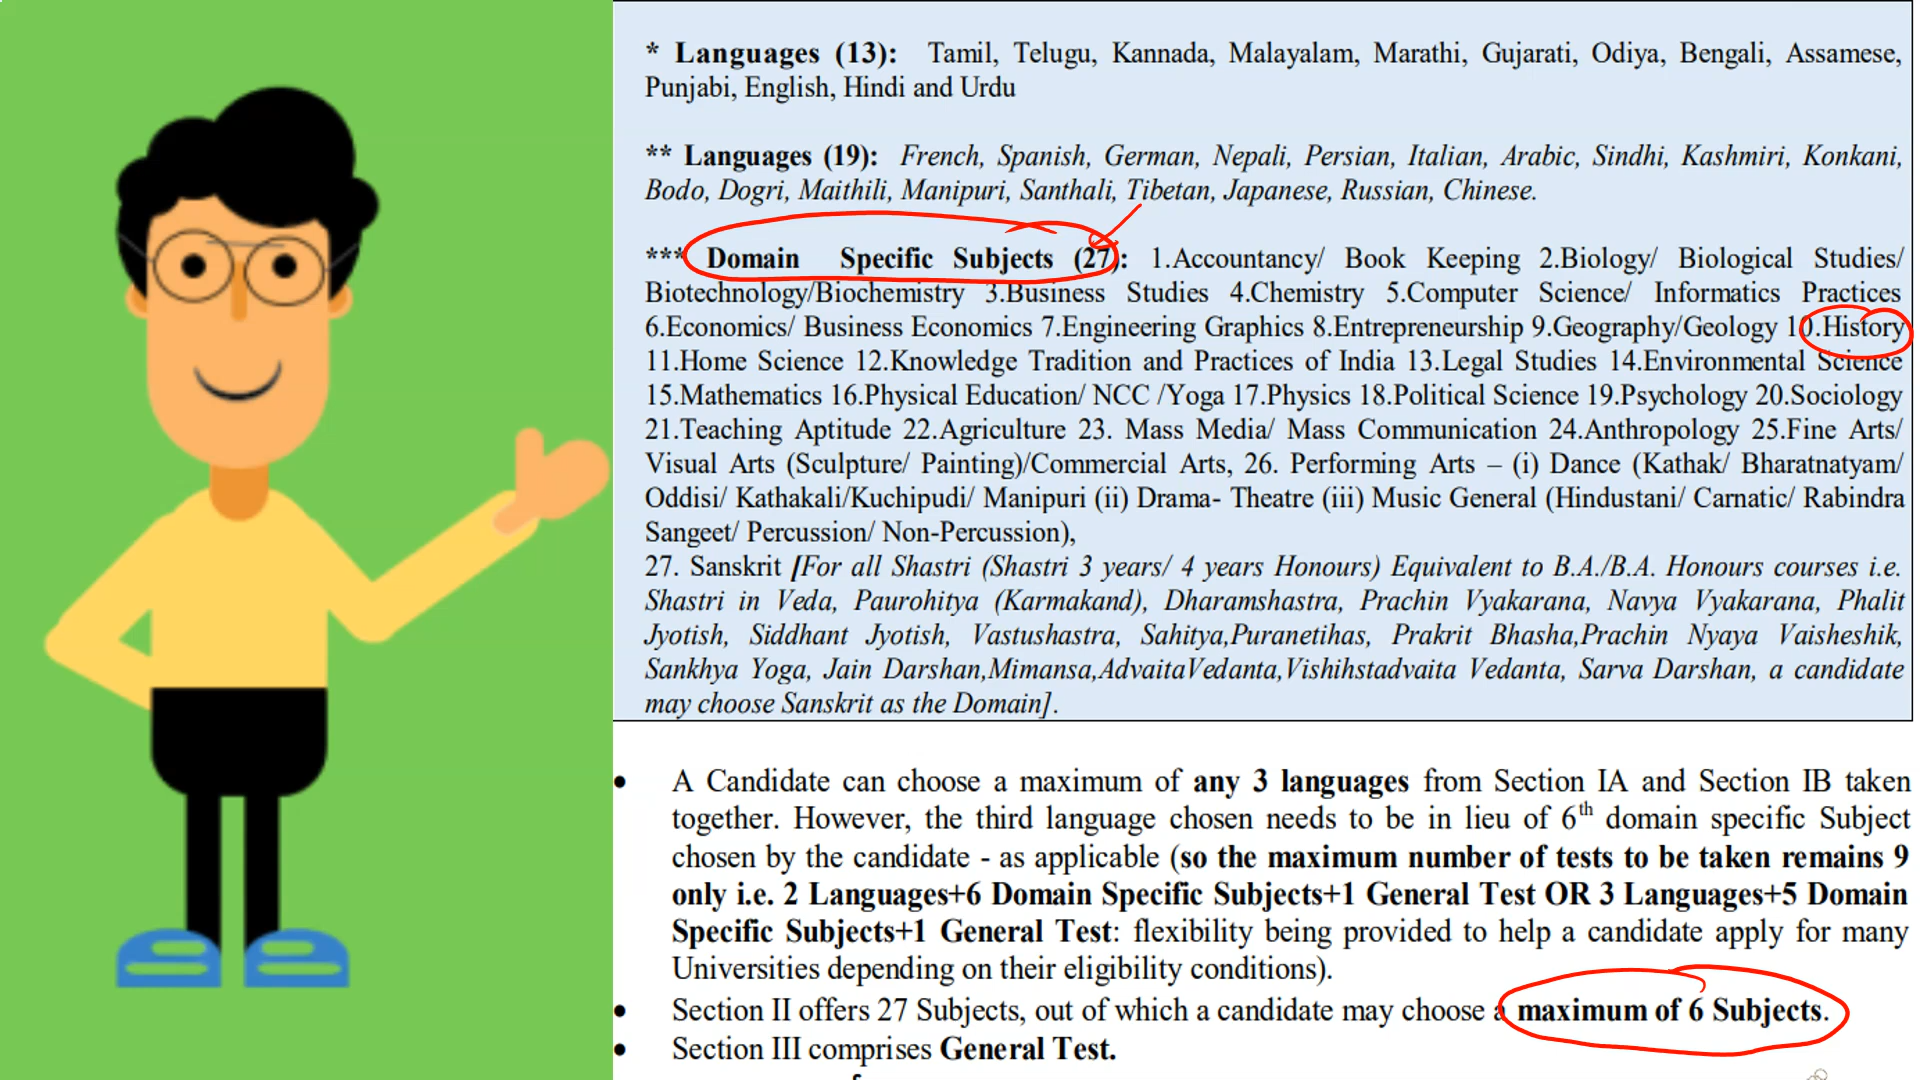 * Languages (13): Tamil, Telugu, Kannada, Malayalam, Marathi, Gujarati, Odiya, Bengali, Assamese,
Punjabi, English, Hindi and Urdu
** Languages (19): French, Spanish, German, Nepali, Persian, Italian, Arabic, Sindhi, Kashmiri, Konkani,
Bodo, Dogri, Maithili, Manipuri, Santhali, Tibetan, Japanese, Russian, Chinese.
*** Domain Specific Subjects (27): 1.Accountancy/ Book Keeping 2.Biology/ Biological Studies/
Biotechnology/Biochemistry 3.Business Studies 4.Chemistry 5.Computer Science/ Informatics Practices
6.Economics/ Business Economics 7.Engineering Graphics 8.Entrepreneurship 9.Geography/Geology 10.History
11.Home Science 12.Knowledge Tradition and Practices of India 13.Legal Studies 14.Environmental Science
15.Mathematics 16.Physical Education/ NCC /Yoga 17.Physics 18.Political Science 19.Psychology 20.Sociology
21.Teaching Aptitude 22.Agriculture 23. Mass Media/ Mass Communication 24.Anthropology 25.Fine Arts/
Visual Arts (Sculpture/ Painting)/Commercial Arts, 26. Performing Arts – (i) Dance (Kathak/ Bharatnatyam/
Oddisi/ Kathakali/Kuchipudi/ Manipuri (ii) Drama- Theatre (iii) Music General (Hindustani/ Carnatic/ Rabindra
Sangeet/ Percussion/ Non-Percussion),
27. Sanskrit [For all Shastri (Shastri 3 years/ 4 years Honours) Equivalent to B.A./B.A. Honours courses i.e.
Shastri in Veda, Paurohitya (Karmakand), Dharamshastra, Prachin Vyakarana, Navya Vyakarana, Phalit
Jyotish, Siddhant Jyotish, Vastushastra, Sahitya,Puranetihas, Prakrit Bhasha,Prachin Nyaya Vaisheshik,
Sankhya Yoga, Jain Darshan,Mimansa,AdvaitaVedanta,Vishihstadvaita Vedanta, Sarva Darshan, a candidate
may choose Sanskrit as the Domain].
• A Candidate can choose a maximum of any 3 languages from Section IA and Section IB taken
together. However, the third language chosen needs to be in lieu of 6th domain specific Subject
chosen by the candidate - as applicable (so the maximum number of tests to be taken remains 9
only i.e. 2 Languages+6 Domain Specific Subjects+1 General Test OR 3 Languages+5 Domain
Specific Subjects+1 General Test: flexibility being provided to help a candidate apply for many
Universities depending on their eligibility conditions).
• Section II offers 27 Subjects, out of which a candidate may choose a maximum of 6 Subjects.
• Section III comprises General Test.